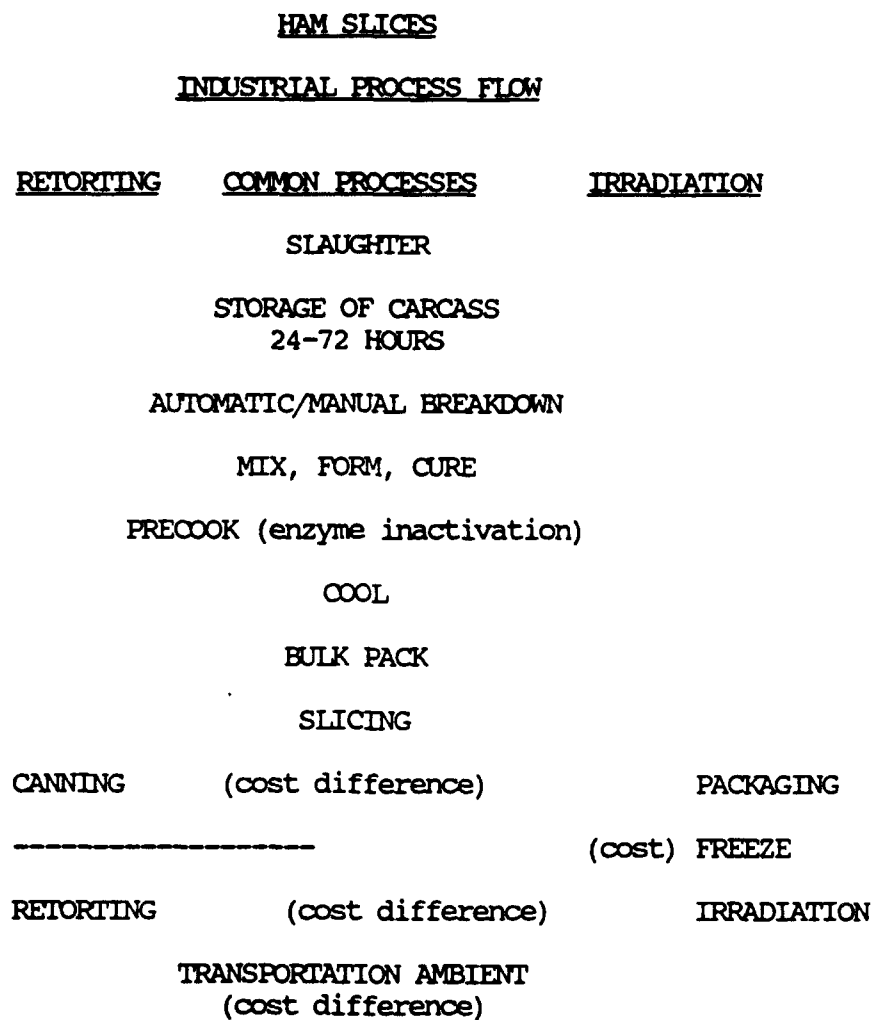 HAM SLICES
INDUSTRIAL PROCESS FLOW
RETORTING COMMON PROCESSES IRRADIATION
SLAUGHTER
STORAGE OF CARCASS
24-72 HOURS
AUTOMATIC/MANUAL BREAKDOWN
MIX, FORM, CURE
PRECOOK (enzyme inactivation)
COOL
BULK PACK
SLICING
CANNING (cost difference) PACKAGING
-------------------- (cost) FREEZE
RETORTING (cost difference) IRRADIATION
TRANSPORTATION AMBIENT
(cost difference)